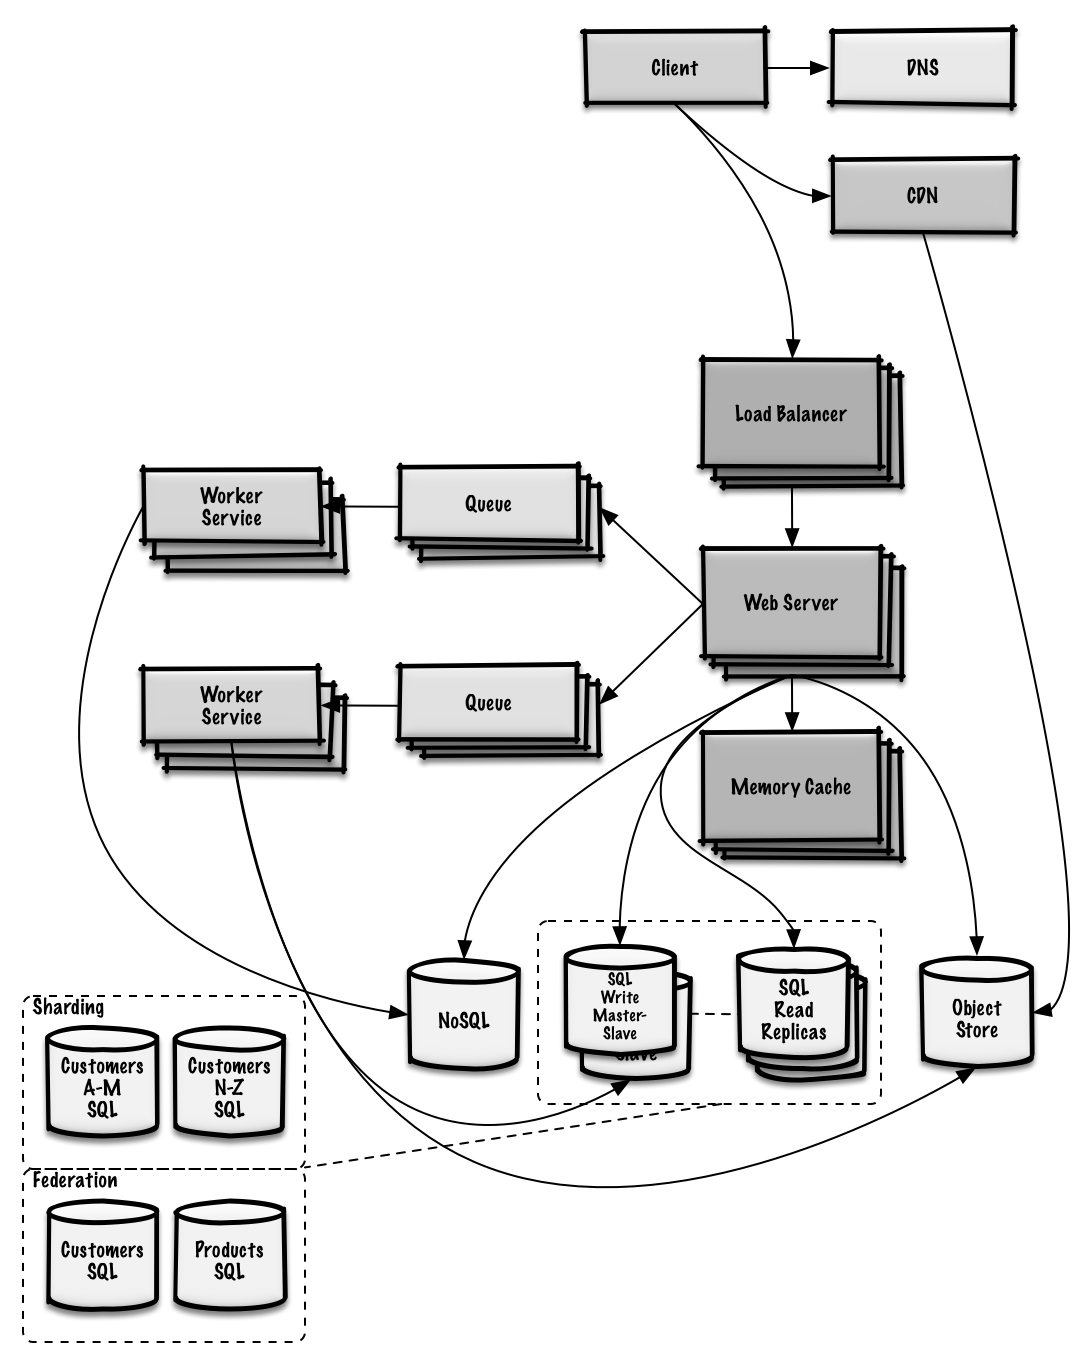 Client
DNS
CDN
Load Balancer
Worker
Service
Queue
Web Server
Worker
Service
Queue
Memory Cache
NoSQL
SQL
Write
Master-
Slave
Slave
SQL
Read
Replicas
Object
Store
Sharding
Customers
A-M
SQL
Customers
N-Z
SQL
Federation
Customers
SQL
Products
SQL